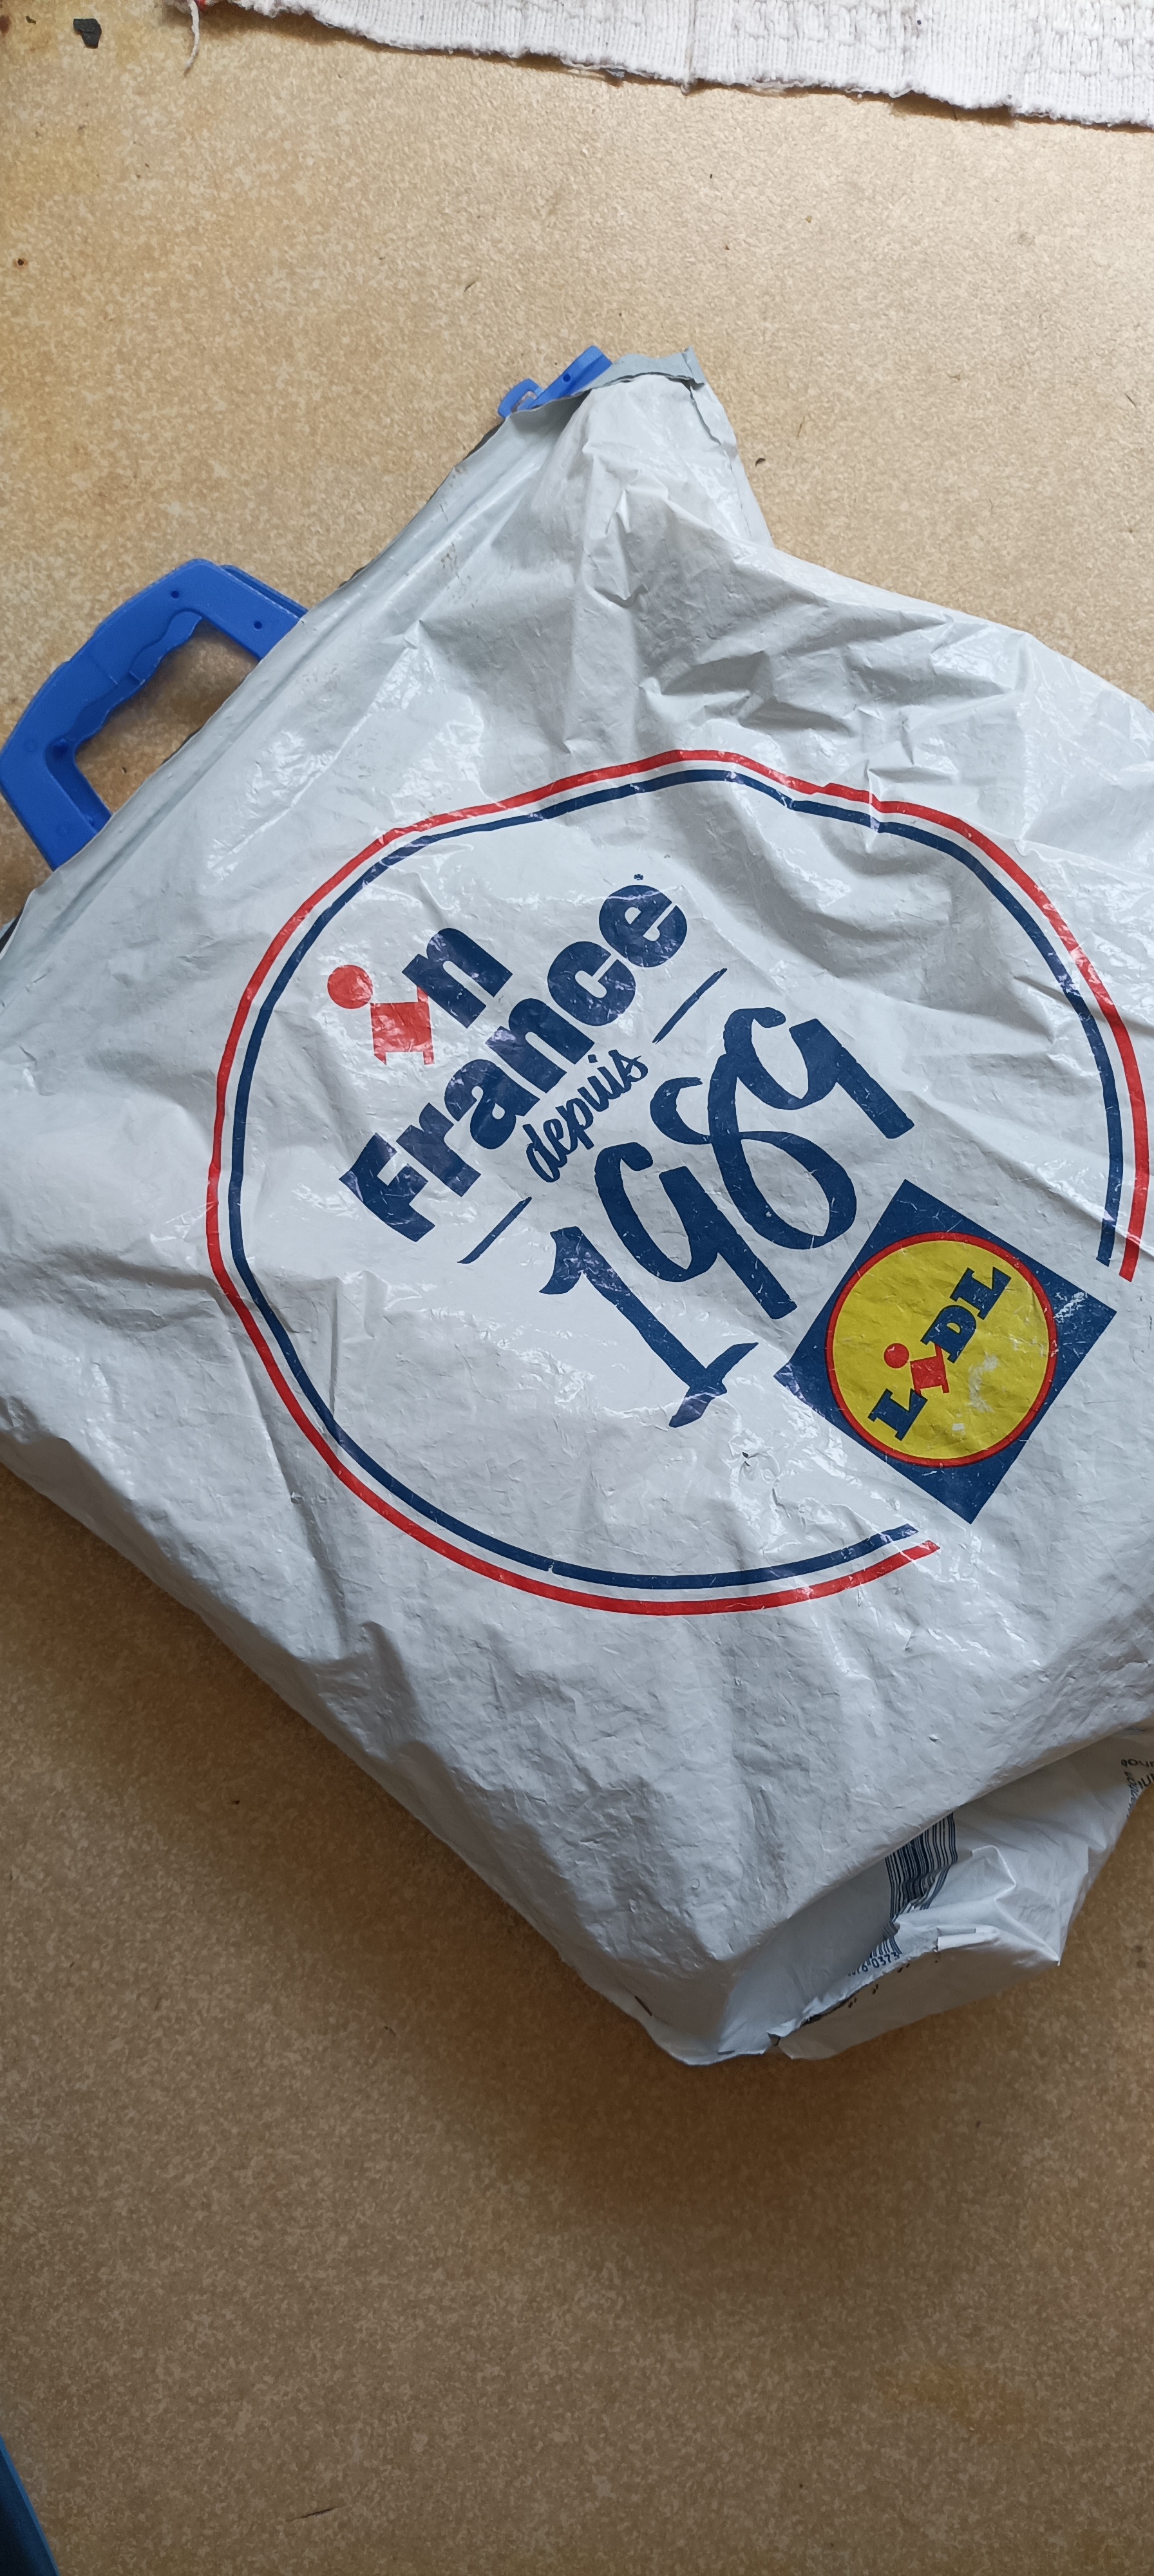 in
France
depuis
1989
LIDL